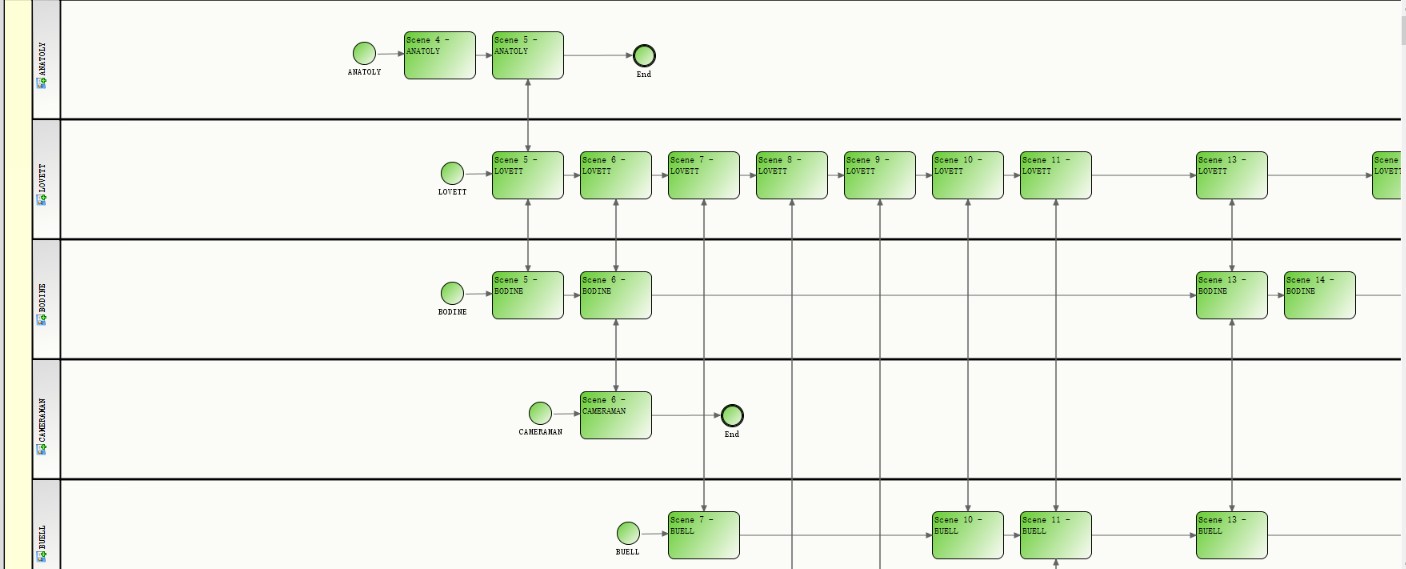 ANATOLY
ANATOLY
Scene 4 -
ANATOLY
Scene 5 -
ANATOLY
End
LOVETT
LOVETT
Scene 5 -
LOVETT
Scene 6 -
LOVETT
Scene 7 -
LOVETT
Scene 8 -
LOVETT
Scene 9 -
LOVETT
Scene 10 -
LOVETT
Scene 11 -
LOVETT
Scene 13 -
LOVETT
Scene
LOVETT
BODINE
BODINE
Scene 5 -
BODINE
Scene 6 -
BODINE
Scene 13 -
BODINE
Scene 14 -
BODINE
CAMERAMAN
CAMERAMAN
Scene 6 -
CAMERAMAN
End
BUELL
BUELL
Scene 7 -
BUELL
Scene 10 -
BUELL
Scene 11 -
BUELL
Scene 13 -
BUELL